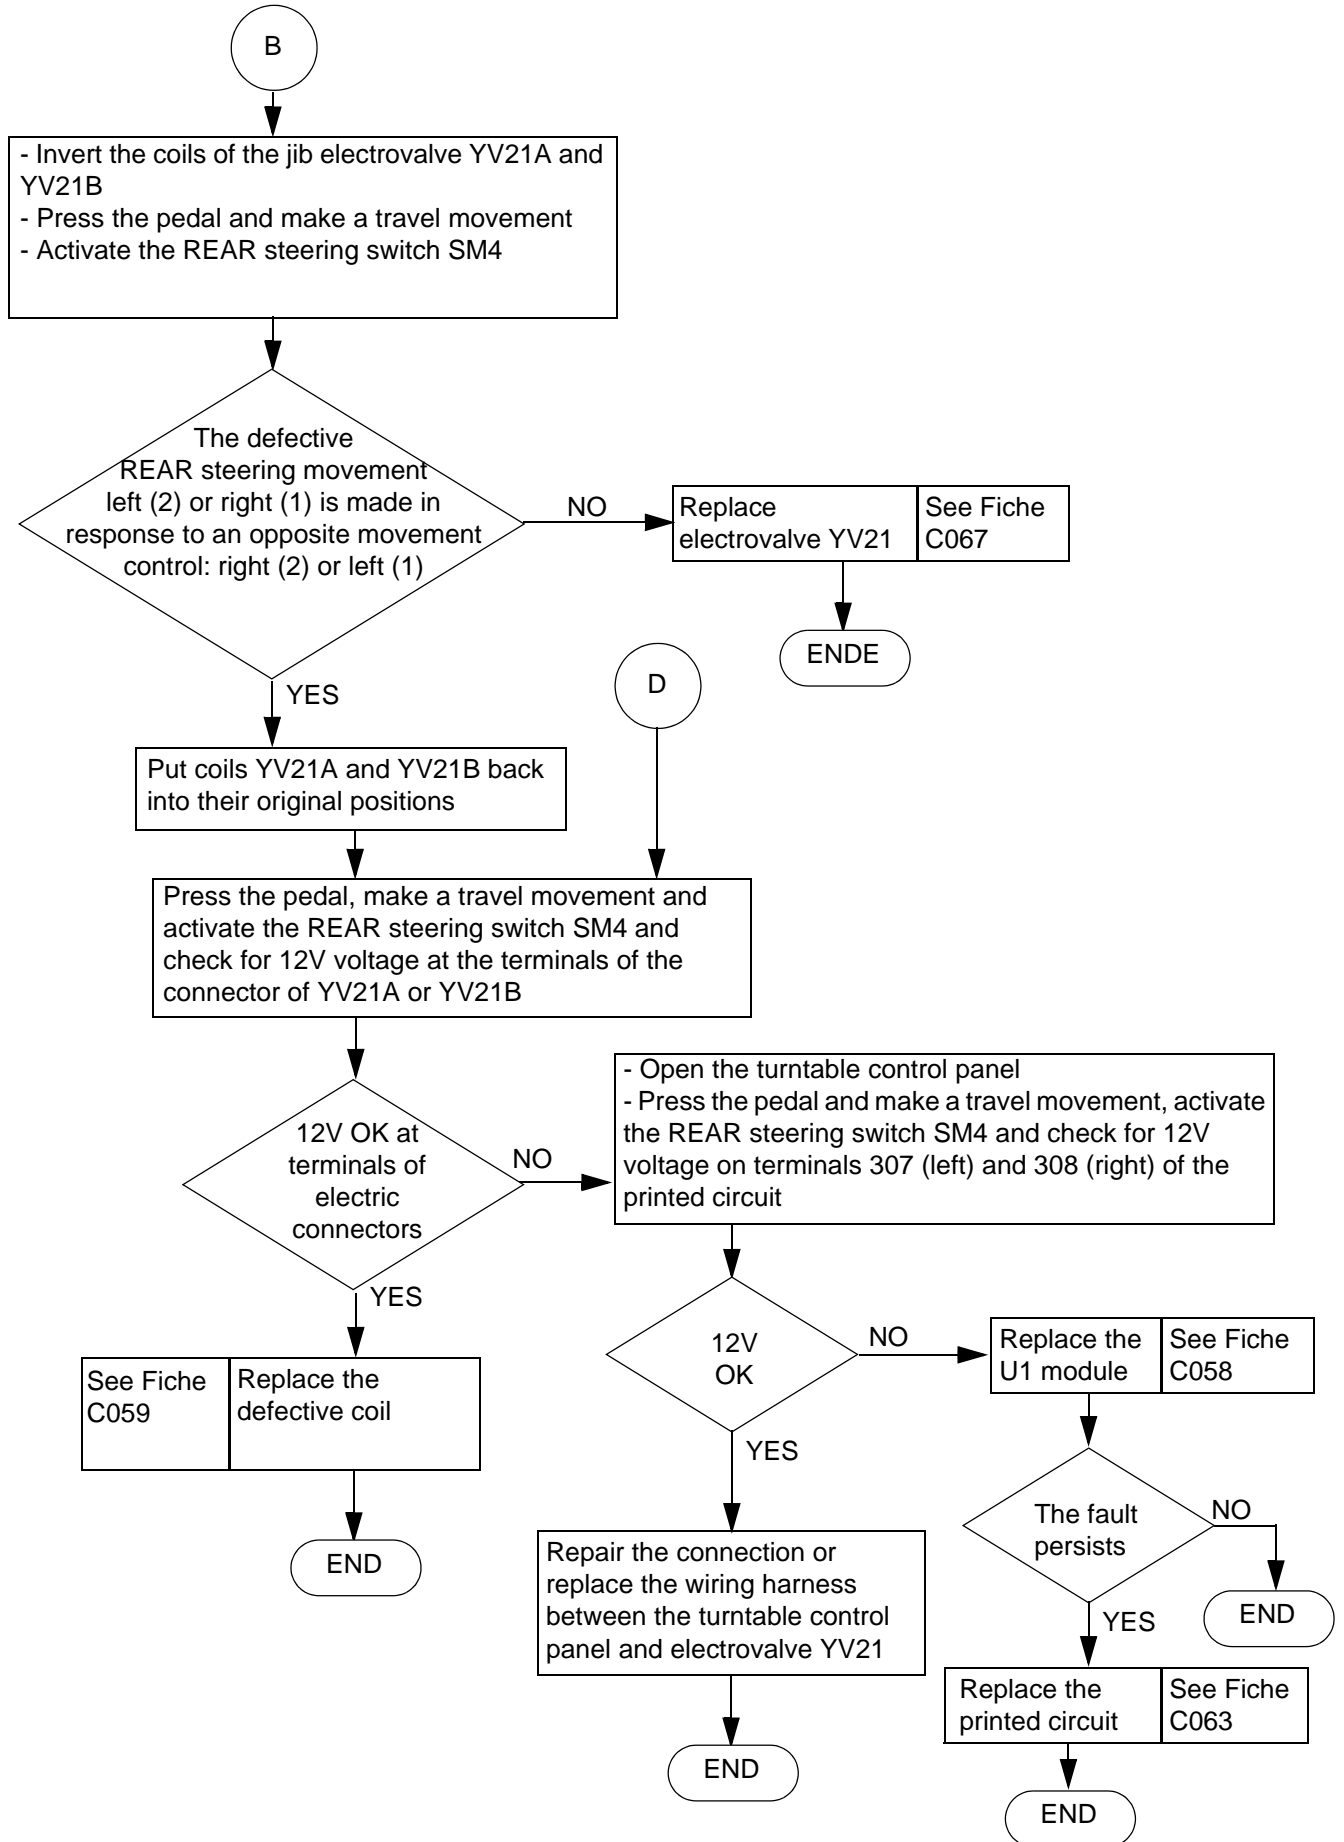 B
- Invert the coils of the jib electrovalve YV21A and
YV21B
- Press the pedal and make a travel movement
- Activate the REAR steering switch SM4
The defective
REAR steering movement
left (2) or right (1) is made in
response to an opposite movement
control: right (2) or left (1)
NO
Replace
electrovalve YV21
See Fiche
C067
ENDE
YES
D
Put coils YV21A and YV21B back
into their original positions
Press the pedal, make a travel movement and
activate the REAR steering switch SM4 and
check for 12V voltage at the terminals of the
connector of YV21A or YV21B
12V OK at
terminals of
electric
connectors
NO
- Open the turntable control panel
- Press the pedal and make a travel movement, activate
the REAR steering switch SM4 and check for 12V
voltage on terminals 307 (left) and 308 (right) of the
printed circuit
YES
See Fiche
C059
Replace the
defective coil
END
12V
OK
NO
Replace the
U1 module
See Fiche
C058
YES
Repair the connection or
replace the wiring harness
between the turntable control
panel and electrovalve YV21
END
The fault
persists
NO
END
YES
Replace the
printed circuit
See Fiche
C063
END